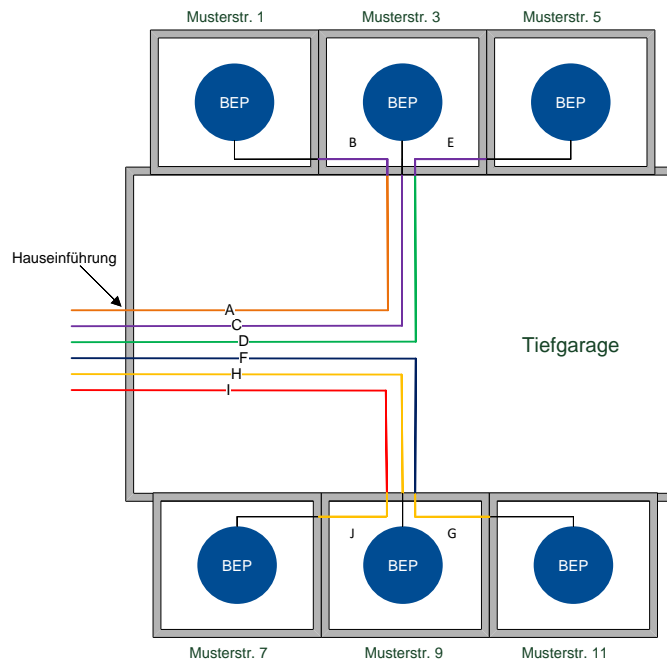 Musterstr. 1 Musterstr. 3 Musterstr. 5
BEP BEP BEP
B E
Hauseinführung
A
C
D
F
H
I
Tiefgarage
J G
BEP BEP BEP
Musterstr. 7 Musterstr. 9 Musterstr. 11